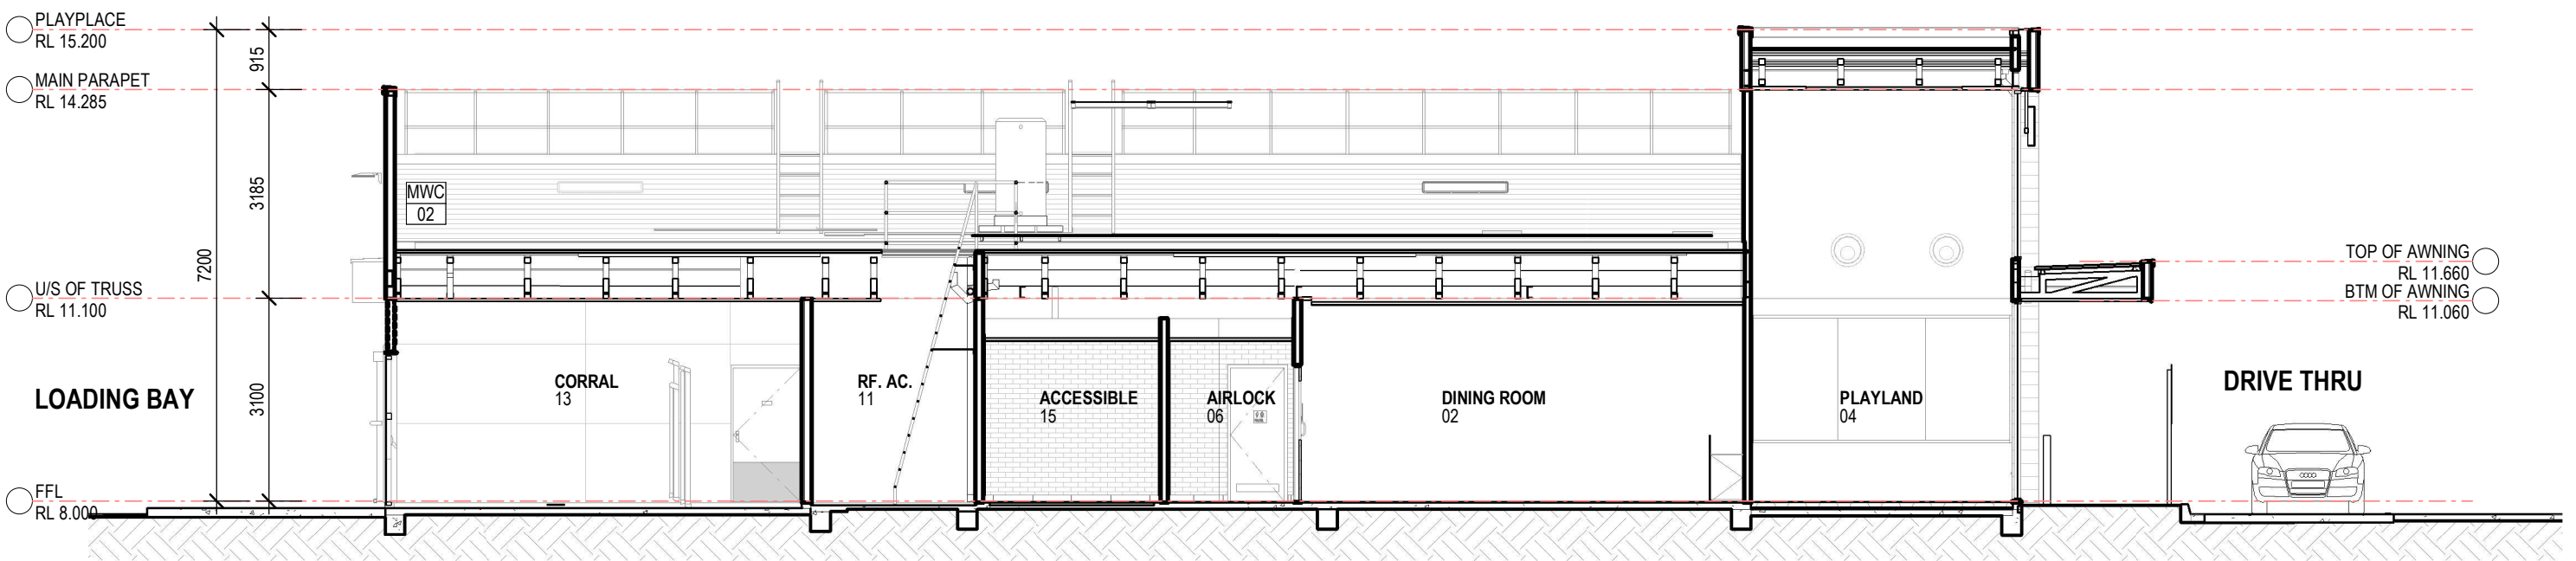 PLAYPLACE
RL 15.200
915
MAIN PARAPET
RL 14.285
MWC
02
3185
7200
U/S OF TRUSS
RL 11.100
TOP OF AWNING
RL 11.660
BTM OF AWNING
RL 11.060
LOADING BAY
3100
CORRAL
13
RF. AC.
11
ACCESSIBLE
15
AIRLOCK
06
DINING ROOM
02
PLAYLAND
04
DRIVE THRU
FFL
RL 8.000